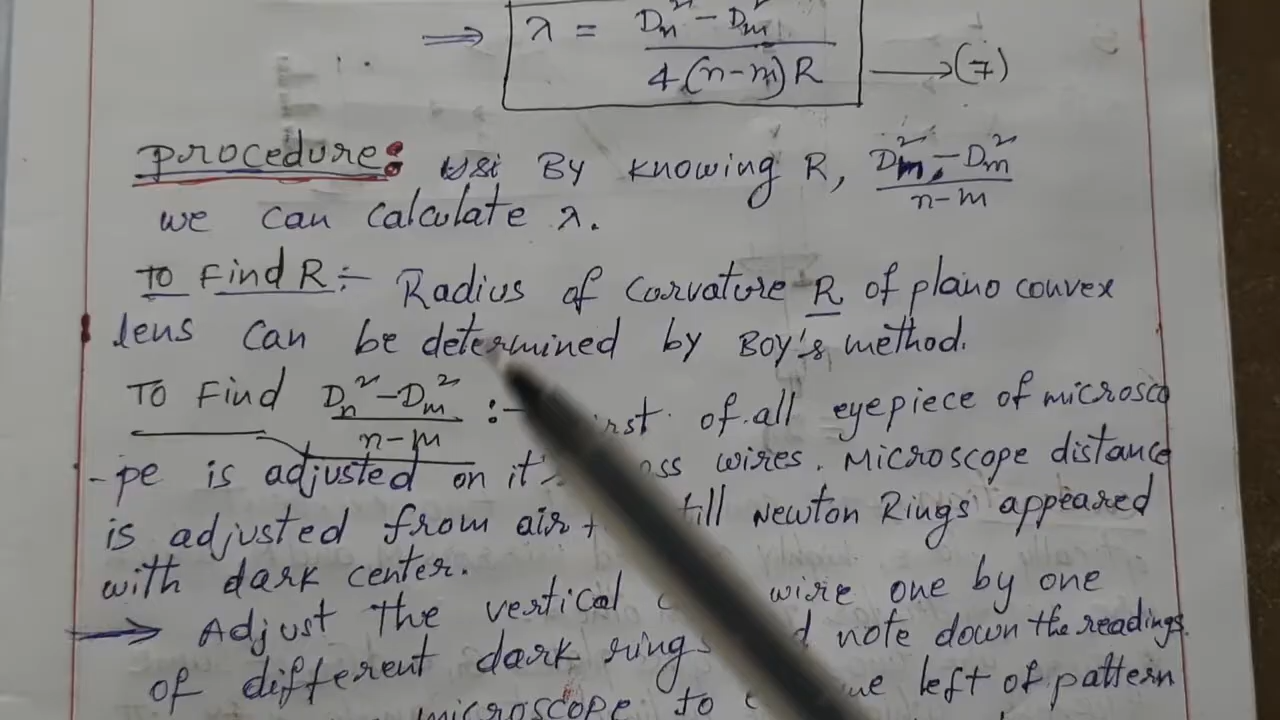 ⇒ λ = (Dn² - Dm²) / (4(n-m)R) → (7)
procedure: By knowing R, (Dm² - Dm²) / (n-m)
we can calculate λ.
To Find R:- Radius of Corvature R of plano convex
lens can be determined by Boy's method.
To Find (Dn² - Dm²) / (n-m) :- of all eyepiece of microsco
-pe is adjusted on wires. Microscope distance
is adjusted from air till Newton Rings appeared
with dark center.
→ Adjust the vertical wire one by one
of different dark rings note down the readings.
microscope to left of pattern